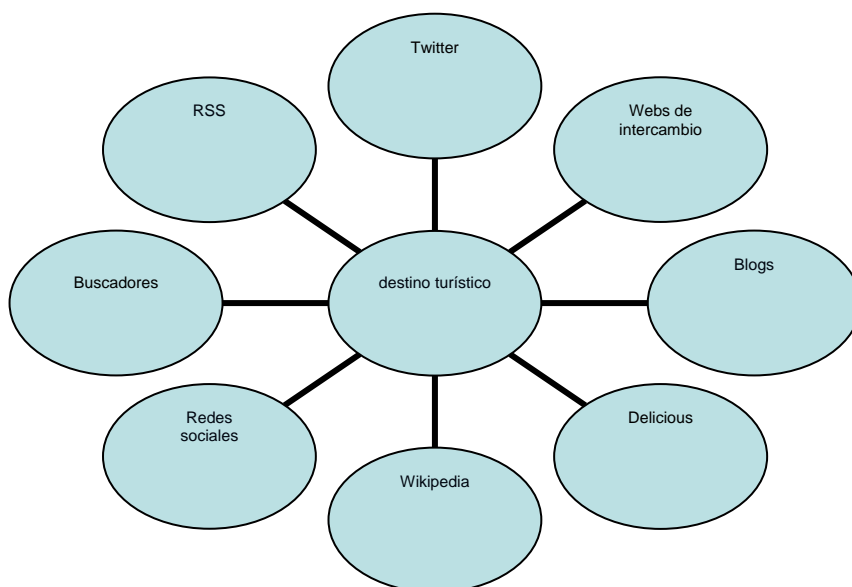 Twitter
RSS
Webs de
intercambio
Buscadores
destino turístico
Blogs
Redes
sociales
Delicious
Wikipedia